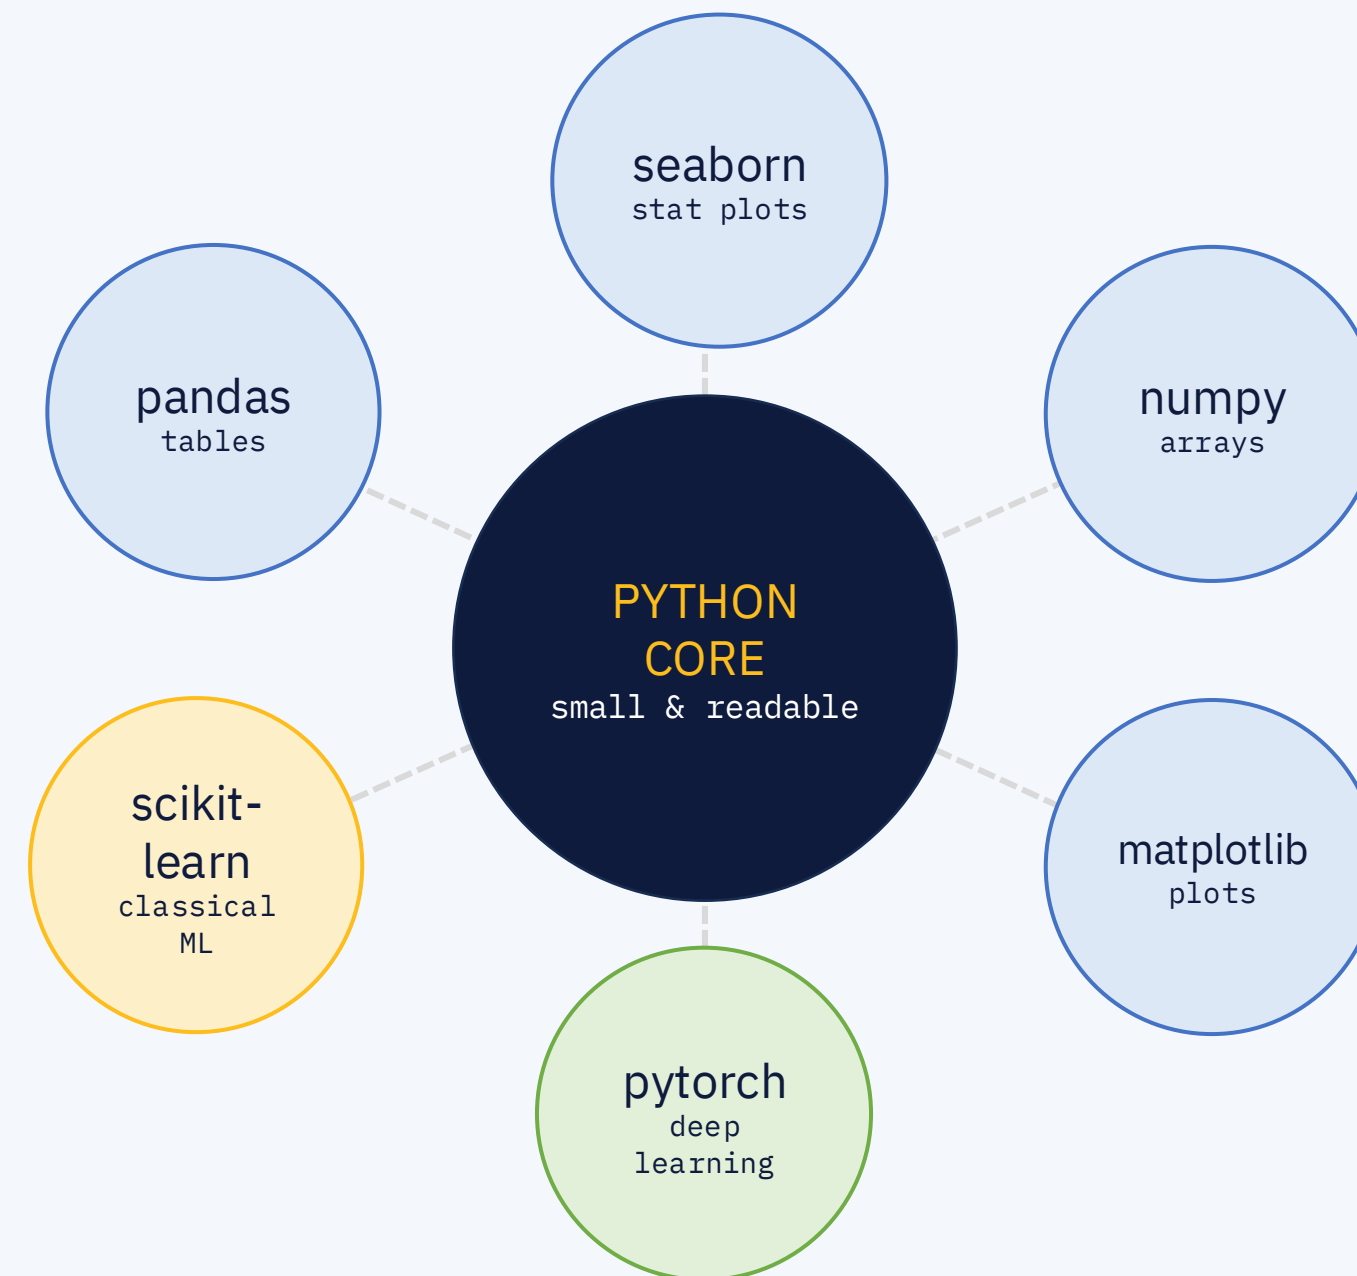 seaborn
stat plots
pandas
tables
numpy
arrays
PYTHON
CORE
small & readable
scikit-
learn
classical
ML
matplotlib
plots
pytorch
deep
learning